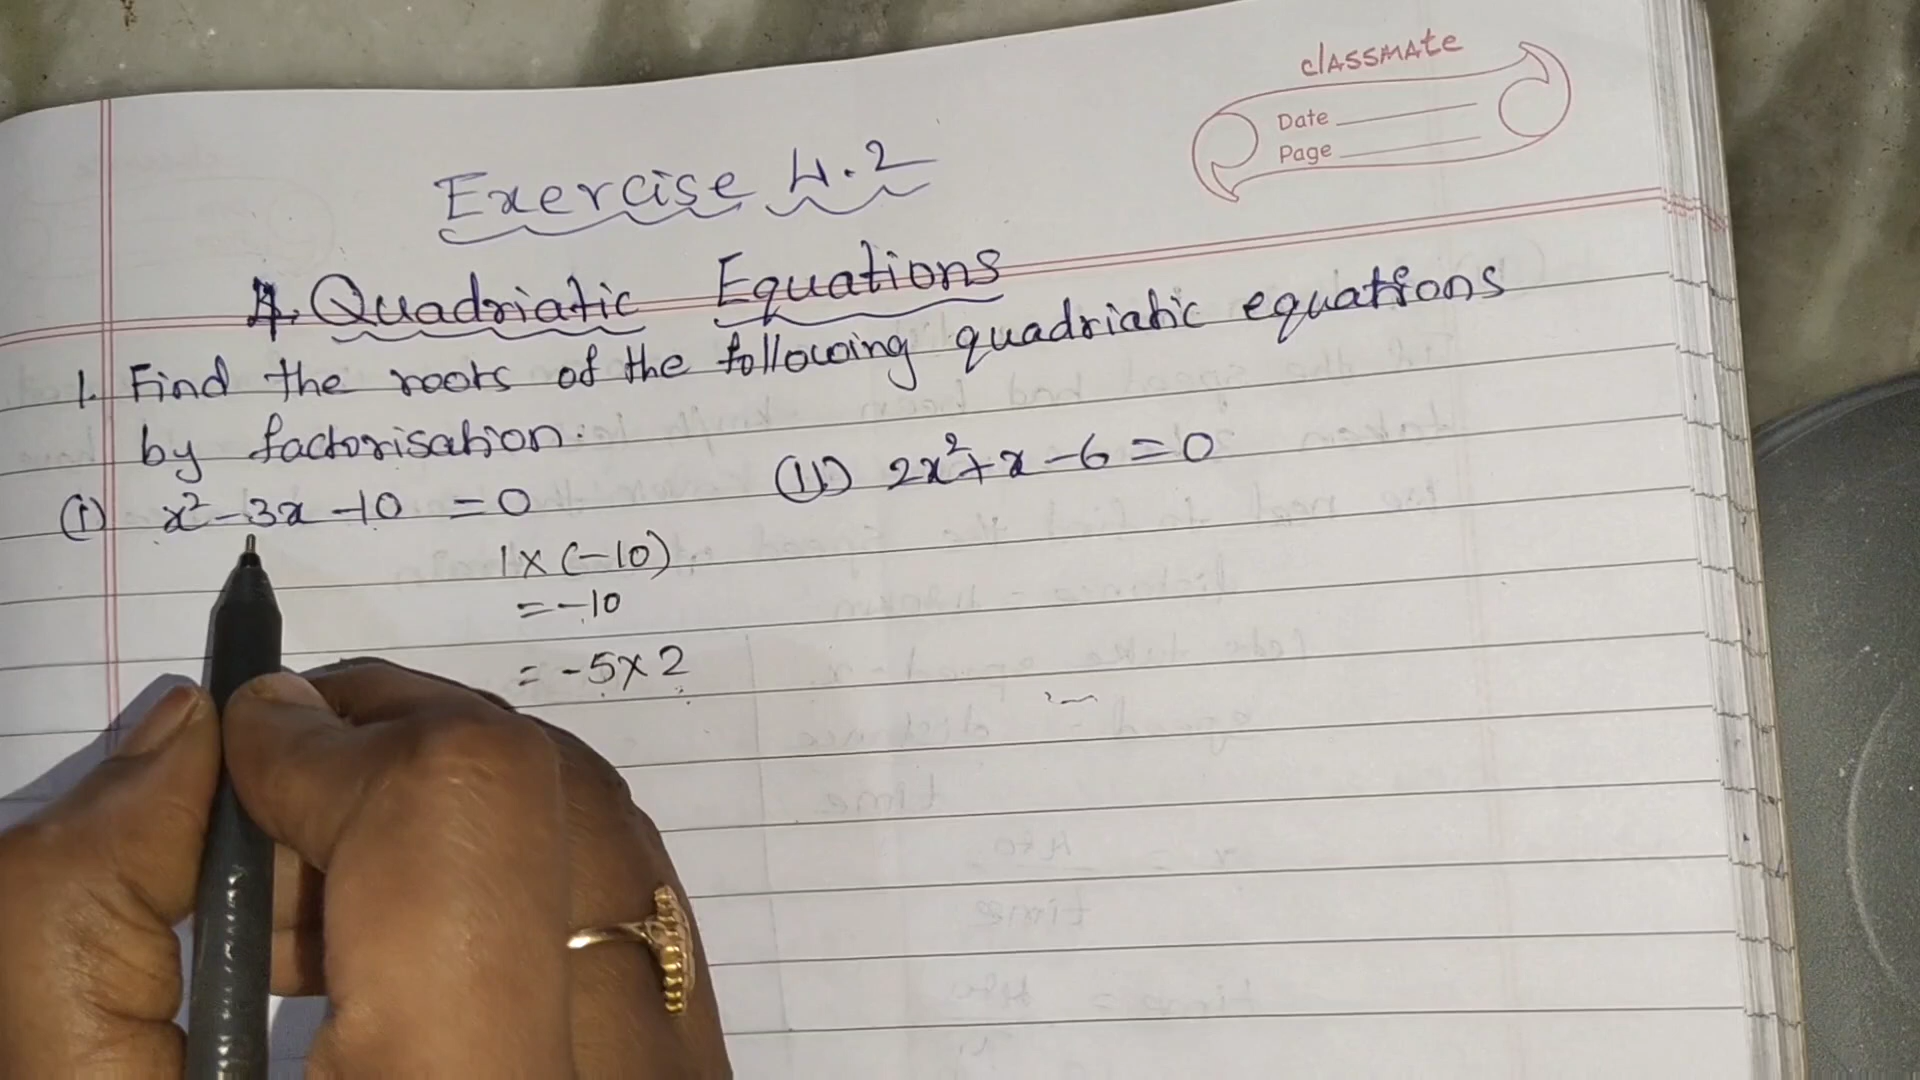 classmate
Date
Page
Exercise 4.2
4. Quadriatic Equations
1. Find the roots of the following quadriatic equations
by factorisation.
(i) x² - 3x - 10 = 0
(ii) 2x² + x - 6 = 0
1 × (-10)
= -10
= -5 × 2